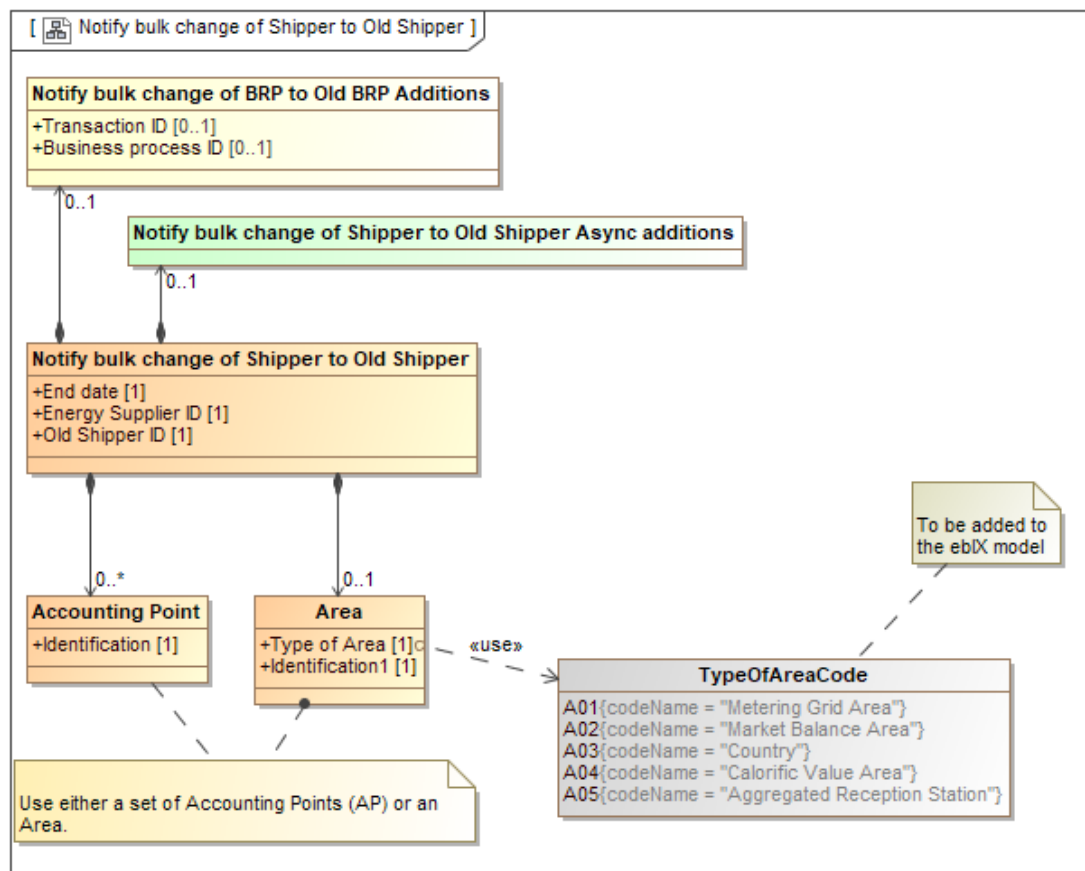 [ Notify bulk change of Shipper to Old Shipper ]
Notify bulk change of BRP to Old BRP Additions
+Transaction ID [0..1]
+Business process ID [0..1]
0..1
Notify bulk change of Shipper to Old Shipper Async additions
0..1
Notify bulk change of Shipper to Old Shipper
+End date [1]
+Energy Supplier ID [1]
+Old Shipper ID [1]
0..*
0..1
Accounting Point
+Identification [1]
Area
+Type of Area [1]
+Identification1 [1]
«use»
To be added to
the ebIX model
TypeOfAreaCode
A01{codeName = "Metering Grid Area"}
A02{codeName = "Market Balance Area"}
A03{codeName = "Country"}
A04{codeName = "Calorific Value Area"}
A05{codeName = "Aggregated Reception Station"}
Use either a set of Accounting Points (AP) or an
Area.